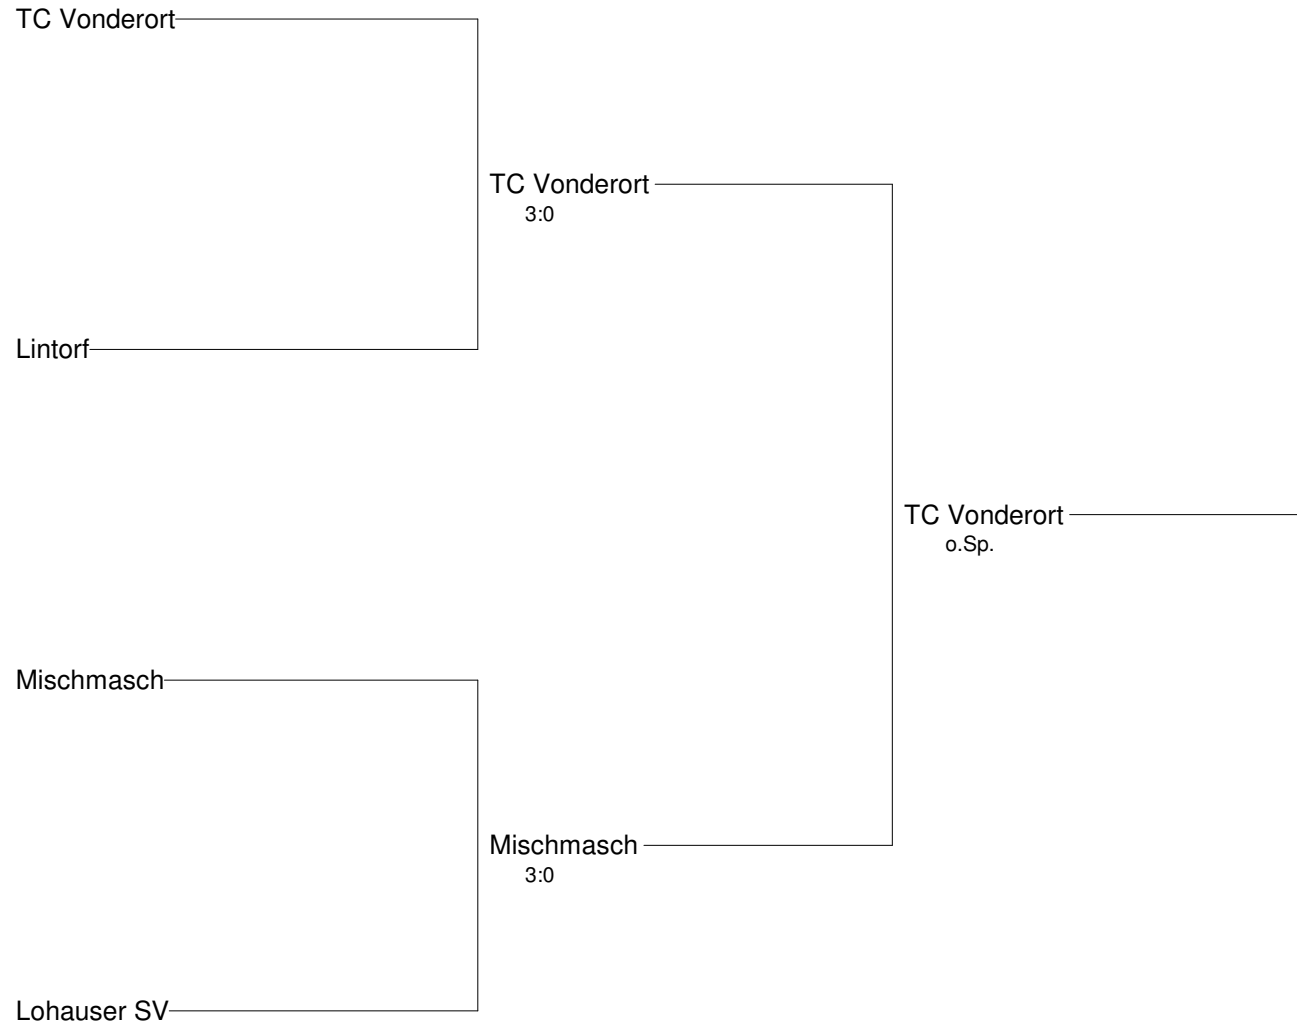 TC Vonderort
TC Vonderort
3:0
Lintorf
TC Vonderort
o.Sp.
Mischmasch
Mischmasch
3:0
Lohauser SV